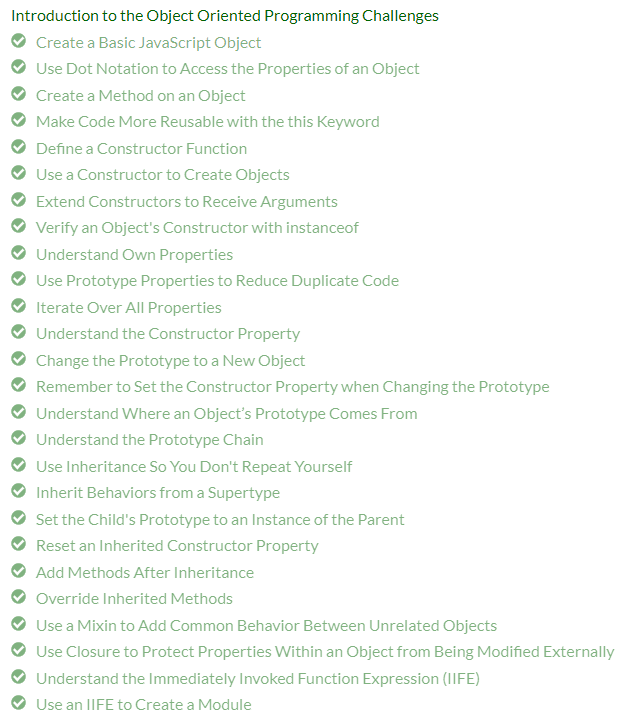 Introduction to the Object Oriented Programming Challenges
Create a Basic JavaScript Object
Use Dot Notation to Access the Properties of an Object
Create a Method on an Object
Make Code More Reusable with the this Keyword
Define a Constructor Function
Use a Constructor to Create Objects
Extend Constructors to Receive Arguments
Verify an Object's Constructor with instanceof
Understand Own Properties
Use Prototype Properties to Reduce Duplicate Code
Iterate Over All Properties
Understand the Constructor Property
Change the Prototype to a New Object
Remember to Set the Constructor Property when Changing the Prototype
Understand Where an Object’s Prototype Comes From
Understand the Prototype Chain
Use Inheritance So You Don't Repeat Yourself
Inherit Behaviors from a Supertype
Set the Child's Prototype to an Instance of the Parent
Reset an Inherited Constructor Property
Add Methods After Inheritance
Override Inherited Methods
Use a Mixin to Add Common Behavior Between Unrelated Objects
Use Closure to Protect Properties Within an Object from Being Modified Externally
Understand the Immediately Invoked Function Expression (IIFE)
Use an IIFE to Create a Module